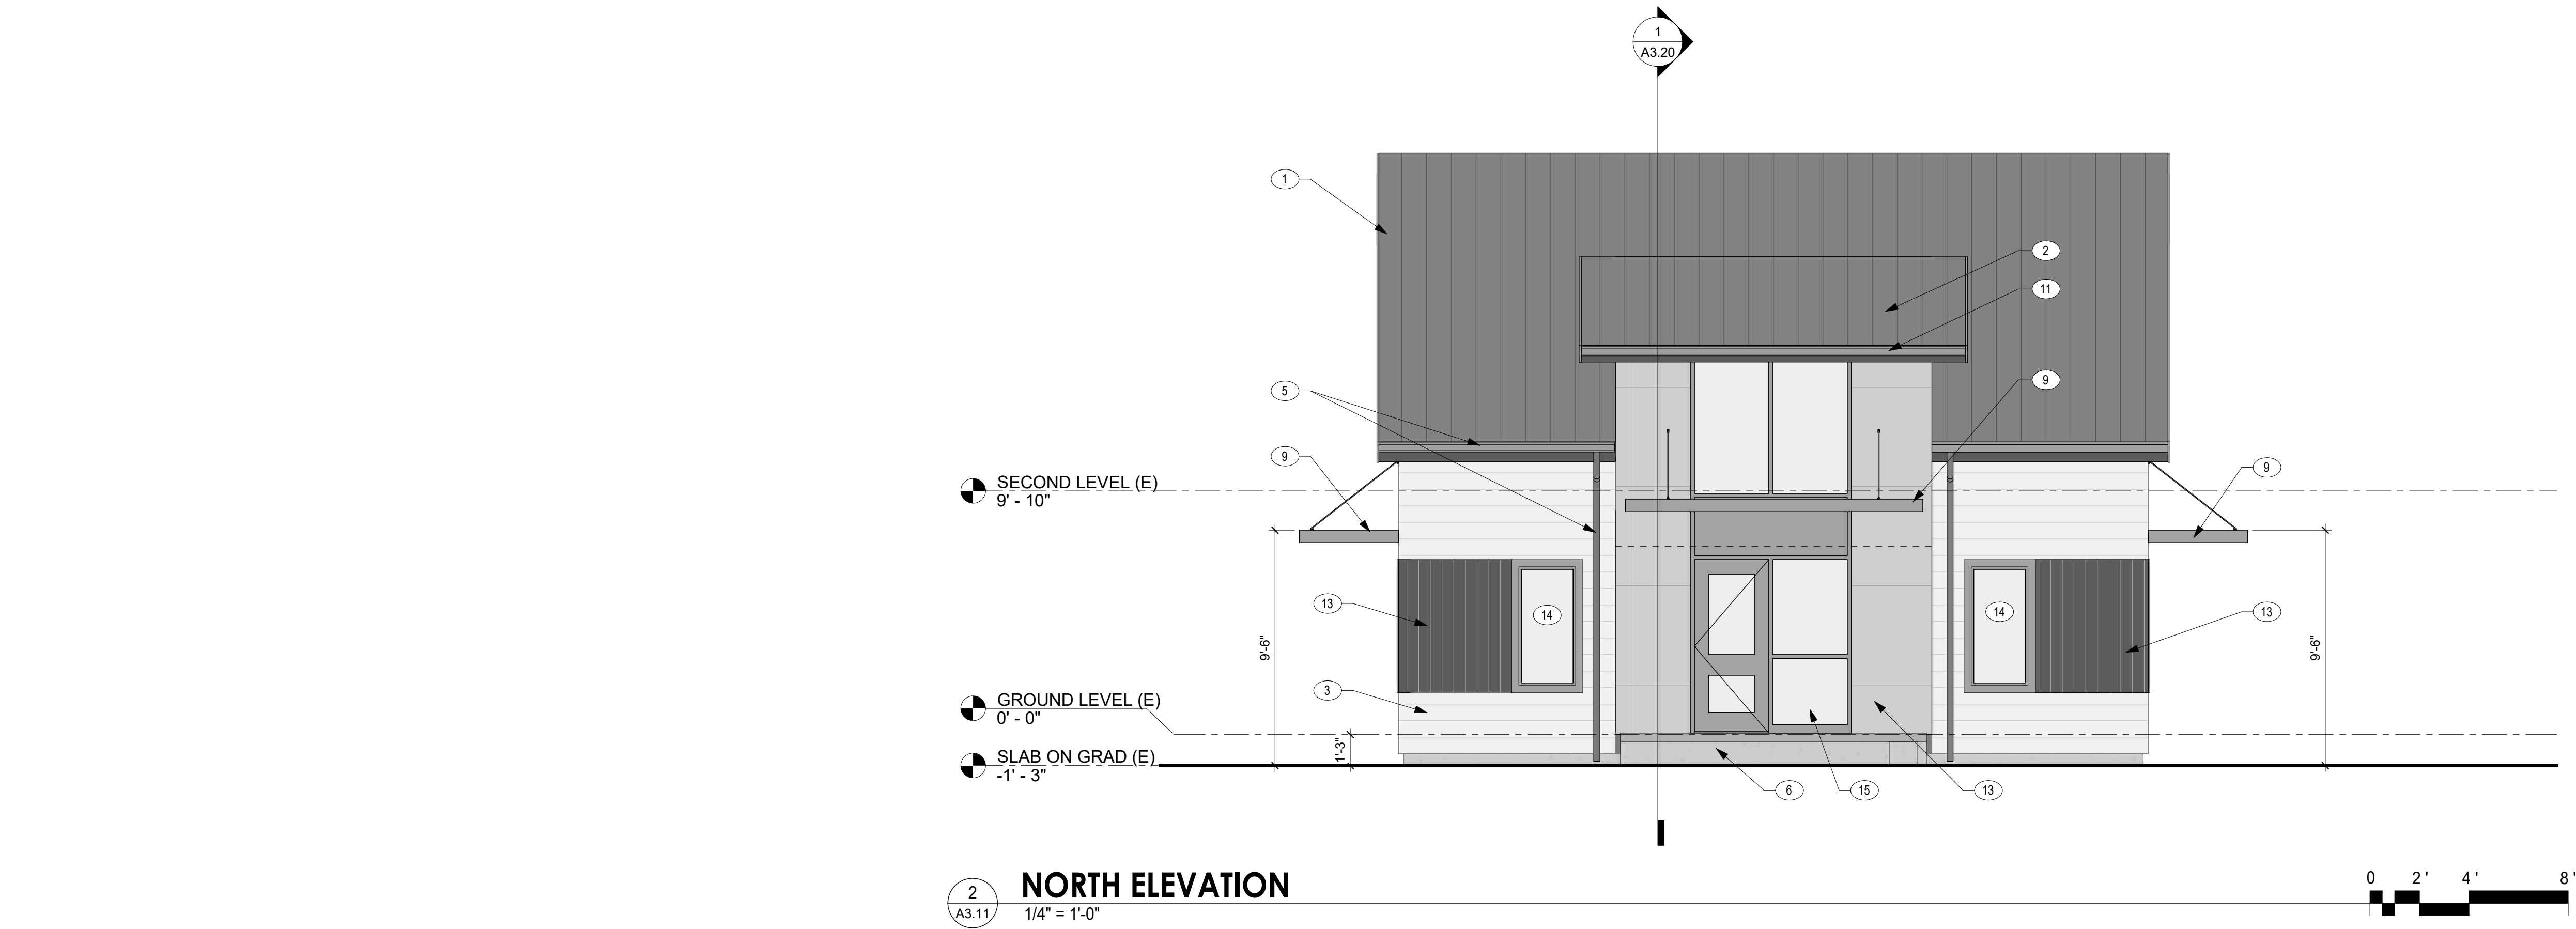 1
A3.20
1
2
11
5
9
9
9
SECOND LEVEL (E)
9' - 10"
13
14
14
13
9'-6"
9'-6"
3
GROUND LEVEL (E)
0' - 0"
1'-3"
SLAB ON GRAD (E)
-1' - 3"
6
15
13
2
A3.11
NORTH ELEVATION
1/4" = 1'-0"
0 2' 4' 8'